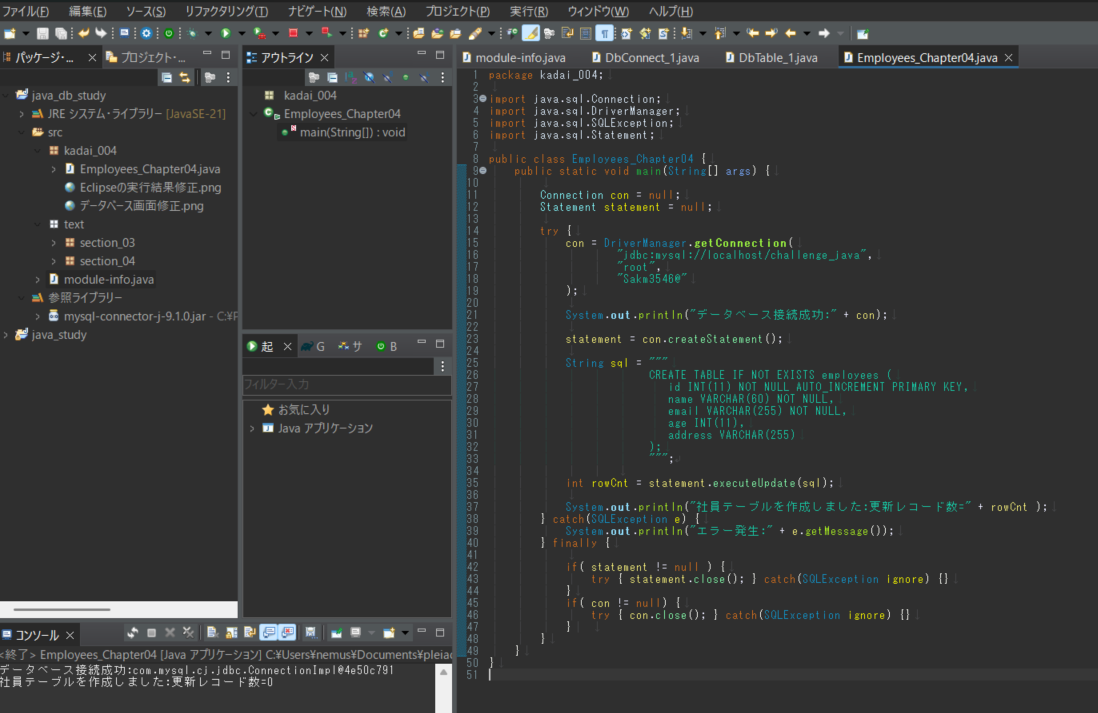 ファイル(F) 編集(E) ソース(S) リファクタリング(T) ナビゲート(N) 検索(A) プロジェクト(P) 実行(R) ウィンドウ(W) ヘルプ(H)
パッケージ・...
プロジェクト・...
java_db_study
JRE システム・ライブラリー [JavaSE-21]
src
kadai_004
Employees_Chapter04.java
Eclipseの実行結果修正.png
データベース画面修正.png
text
section_03
section_04
module-info.java
参照ライブラリー
mysql-connector-j-9.1.0.jar - C:¥P
java_study
アウトライン
kadai_004
Employees_Chapter04
main(String[]) : void
起 G サ B
フィルター入力
お気に入り
Java アプリケーション
module-info.java DbConnect_1.java DbTable_1.java Employees_Chapter04.java
1 package kadai_004;
2
3 import java.sql.Connection;
4 import java.sql.DriverManager;
5 import java.sql.SQLException;
6 import java.sql.Statement;
7
8 public class Employees_Chapter04 {
9 public static void main(String[] args) {
10
11 Connection con = null;
12 Statement statement = null;
13
14 try {
15 con = DriverManager.getConnection(
16 "jdbc:mysql://localhost/challenge_java",
17 "root",
18 "Sakm3546@"
19 );
20
21 System.out.println("データベース接続成功:" + con);
22
23 statement = con.createStatement();
24
25 String sql = """
26 CREATE TABLE IF NOT EXISTS employees (
27 id INT(11) NOT NULL AUTO_INCREMENT PRIMARY KEY,
28 name VARCHAR(60) NOT NULL,
29 email VARCHAR(255) NOT NULL,
30 age INT(11),
31 address VARCHAR(255)
32 );
33 """;
34
35 int rowCnt = statement.executeUpdate(sql);
36
37 System.out.println("社員テーブルを作成しました:更新レコード数=" + rowCnt );
38 } catch(SQLException e) {
39 System.out.println("エラー発生:" + e.getMessage());
40 } finally {
41
42 if( statement != null ) {
43 try { statement.close(); } catch(SQLException ignore) {}
44 }
45 if( con != null) {
46 try { con.close(); } catch(SQLException ignore) {}
47 }
48 }
49 }
50 }
51
コンソール
<終了> Employees_Chapter04 [Java アプリケーション] C:¥Users¥nemus¥Documents¥pleiad
データベース接続成功:com.mysql.cj.jdbc.ConnectionImpl@4e50c791
社員テーブルを作成しました:更新レコード数=0